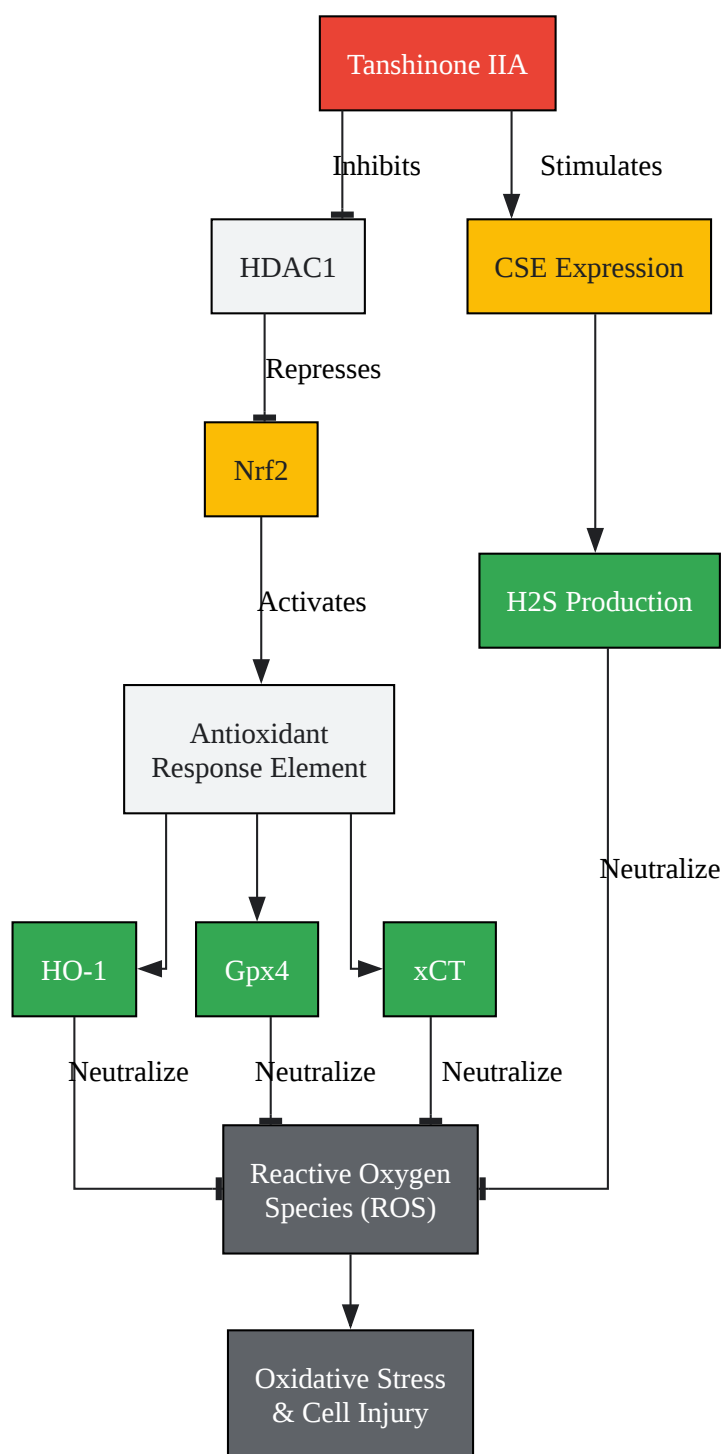 Tanshinone IIA
Inhibits
Stimulates
HDAC1
CSE Expression
Represses
Nrf2
H2S Production
Activates
Antioxidant
Response Element
Neutralize
HO-1
Gpx4
xCT
Neutralize
Neutralize
Neutralize
Reactive Oxygen
Species (ROS)
Oxidative Stress
& Cell Injury